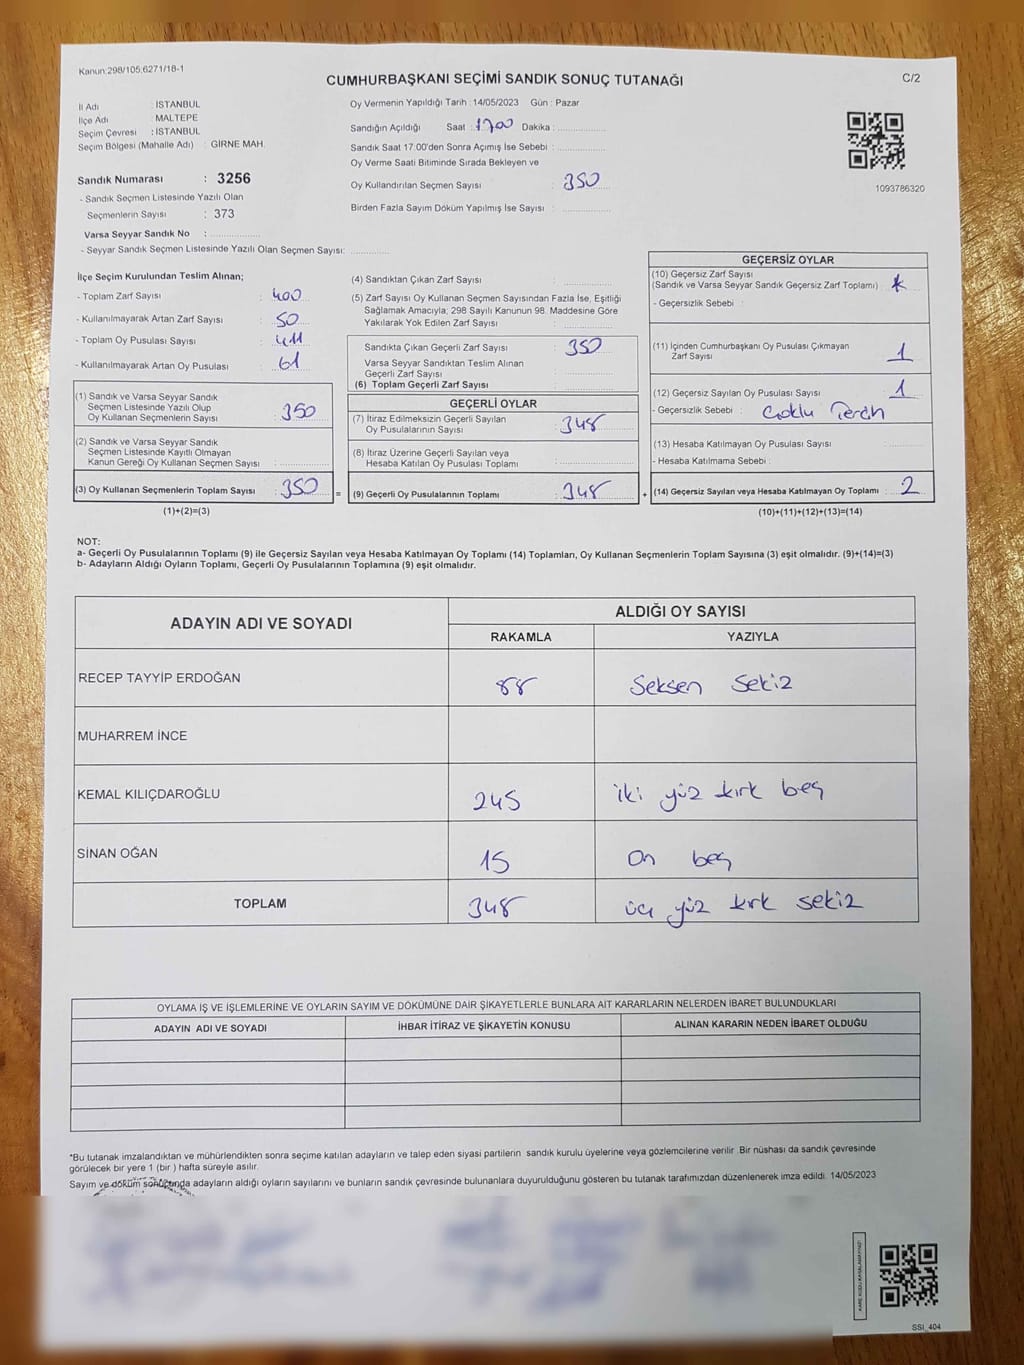 Kanun:298/105;6271/18-1
CUMHURBAŞKANI SEÇİMİ SANDIK SONUÇ TUTANAĞI
C/2
İl Adı : İSTANBUL
İlçe Adı : MALTEPE
Seçim Çevresi : İSTANBUL
Seçim Bölgesi (Mahalle Adı) : GİRNE MAH.
Sandık Numarası : 3256
- Sandık Seçmen Listesinde Yazılı Olan
Seçmenlerin Sayısı : 373
Varsa Seyyar Sandık No :
- Seyyar Sandık Seçmen Listesinde Yazılı Olan Seçmen Sayısı:
Oy Vermenin Yapıldığı Tarih : 14/05/2023 Gün : Pazar
Sandığın Açıldığı Saat : 1700 Dakika :
Sandık Saat 17.00'den Sonra Açımış İse Sebebi :
Oy Verme Saati Bitiminde Sırada Bekleyen ve
Oy Kullandırılan Seçmen Sayısı : 350
Birden Fazla Sayım Döküm Yapılmış İse Sayısı :
1093786320
İlçe Seçim Kurulundan Teslim Alınan;
- Toplam Zarf Sayısı : 400
- Kullanılmayarak Artan Zarf Sayısı : 50
- Toplam Oy Pusulası Sayısı : 411
- Kullanılmayarak Artan Oy Pusulası : 61
(1) Sandık ve Varsa Seyyar Sandık
Seçmen Listesinde Yazılı Olup
Oy Kullanan Seçmenlerin Sayısı : 350
(2) Sandık ve Varsa Seyyar Sandık
Seçmen Listesinde Kayıtlı Olmayan
Kanun Gereği Oy Kullanan Seçmen Sayısı :
(3) Oy Kullanan Seçmenlerin Toplam Sayısı : 350 =
(1)+(2)=(3)
(4) Sandıktan Çıkan Zarf Sayısı :
(5) Zarf Sayısı Oy Kullanan Seçmen Sayısından Fazla İse, Eşitliği
Sağlamak Amacıyla; 298 Sayılı Kanunun 98. Maddesine Göre
Yakılarak Yok Edilen Zarf Sayısı :
Sandıkta Çıkan Geçerli Zarf Sayısı : 350
Varsa Seyyar Sandıktan Teslim Alınan
Geçerli Zarf Sayısı :
(6) Toplam Geçerli Zarf Sayısı :
GEÇERLİ OYLAR
(7) İtiraz Edilmeksizin Geçerli Sayılan
Oy Pusulalarının Sayısı : 348
(8) İtiraz Üzerine Geçerli Sayılan veya
Hesaba Katılan Oy Pusulası Toplamı :
(9) Geçerli Oy Pusulalarının Toplamı : 348 +
GEÇERSİZ OYLAR
(10) Geçersiz Zarf Sayısı
(Sandık ve Varsa Seyyar Sandık Geçersiz Zarf Toplamı) :
- Geçersizlik Sebebi :
(11) İçinden Cumhurbaşkanı Oy Pusulası Çıkmayan
Zarf Sayısı : 1
(12) Geçersiz Sayılan Oy Pusulası Sayısı : 1
- Geçersizlik Sebebi : Çoklu Tercih
(13) Hesaba Katılmayan Oy Pusulası Sayısı :
- Hesaba Katılmama Sebebi :
(14) Geçersiz Sayılan veya Hesaba Katılmayan Oy Toplamı : 2
(10)+(11)+(12)+(13)=(14)
NOT:
a- Geçerli Oy Pusulalarının Toplamı (9) ile Geçersiz Sayılan veya Hesaba Katılmayan Oy Toplamı (14) Toplamları, Oy Kullanan Seçmenlerin Toplam Sayısına (3) eşit olmalıdır. (9)+(14)=(3)
b- Adayların Aldığı Oyların Toplamı, Geçerli Oy Pusulalarının Toplamına (9) eşit olmalıdır.
ADAYIN ADI VE SOYADI
ALDIĞI OY SAYISI
RAKAMLA YAZIYLA
RECEP TAYYİP ERDOĞAN 88 Seksen Sekiz
MUHARREM İNCE
KEMAL KILIÇDAROĞLU 245 iki yüz kırk beş
SİNAN OĞAN 15 On beş
TOPLAM 348 üç yüz kırk sekiz
OYLAMA İŞ VE İŞLEMLERİNE VE OYLARIN SAYIM VE DÖKÜMÜNE DAİR ŞİKAYETLERLE BUNLARA AİT KARARLARIN NELERDEN İBARET BULUNDUKLARI
ADAYIN ADI VE SOYADI İHBAR İTİRAZ VE ŞİKAYETİN KONUSU ALINAN KARARIN NEDEN İBARET OLDUĞU
*Bu tutanak imzalandıktan ve mühürlendikten sonra seçime katılan adayların ve talep eden siyasi partilerin sandık kurulu üyelerine veya gözlemcilerine verilir. Bir nüshası da sandık çevresinde
görülecek bir yere 1 (bir ) hafta süreyle asılır.
Sayım ve döküm sonucunda adayların aldığı oyların sayılarını ve bunların sandık çevresinde bulunanlara duyurulduğunu gösteren bu tutanak tarafımızdan düzenlenerek imza edildi. 14/05/2023
KARE KODU KARALAMAYINIZ!
SSI_404